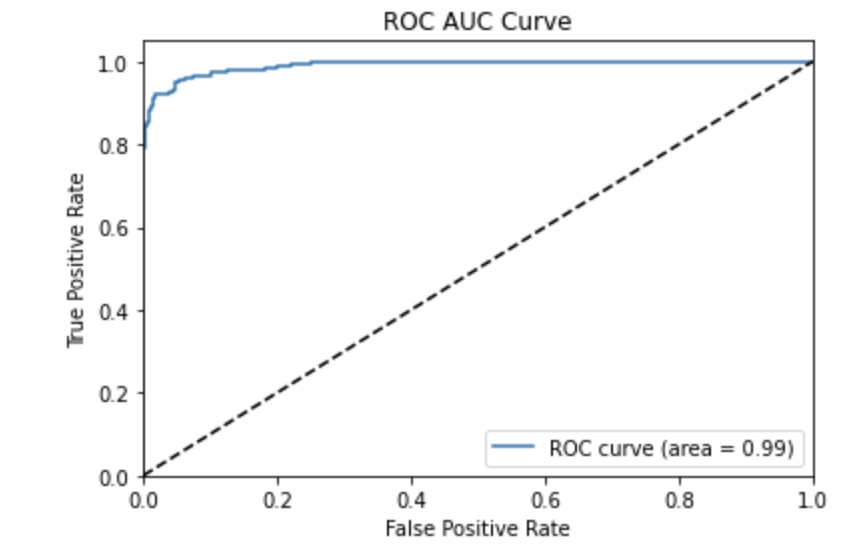 ROC AUC Curve
1.0
0.8
0.6
0.4
0.2
0.0
True Positive Rate
ROC curve (area = 0.99)
0.0 0.2 0.4 0.6 0.8 1.0
False Positive Rate